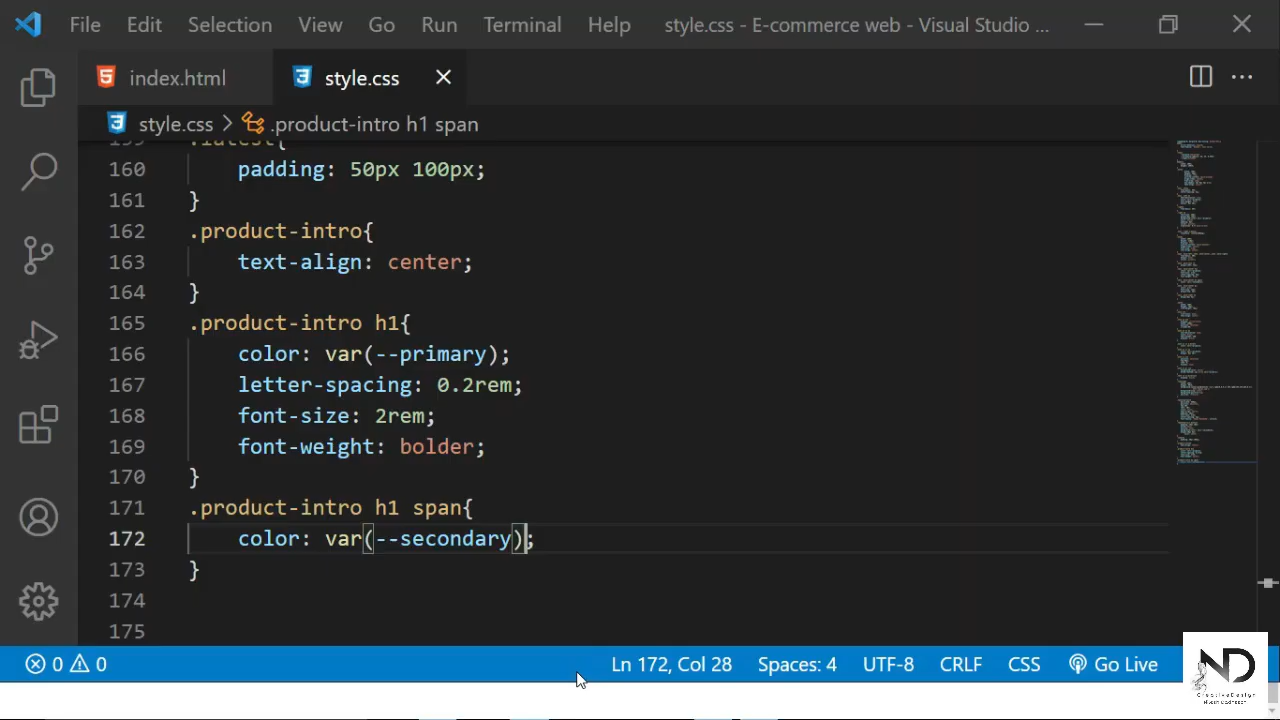 File Edit Selection View Go Run Terminal Help style.css - E-commerce web - Visual Studio ...
index.html style.css
style.css > .product-intro h1 span
159 .latest{
160 padding: 50px 100px;
161 }
162 .product-intro{
163 text-align: center;
164 }
165 .product-intro h1{
166 color: var(--primary);
167 letter-spacing: 0.2rem;
168 font-size: 2rem;
169 font-weight: bolder;
170 }
171 .product-intro h1 span{
172 color: var(--secondary);
173 }
174
175
0 0 Ln 172, Col 28 Spaces: 4 UTF-8 CRLF CSS Go Live
ND
CreativeDesign